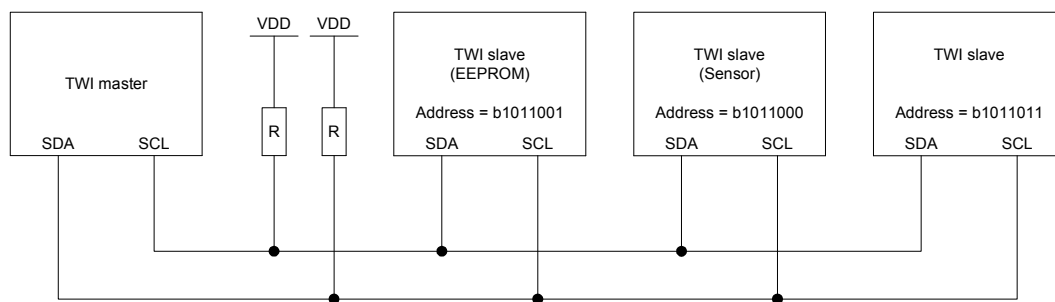 VDD VDD
TWI master
R R
SDA SCL
TWI slave
(EEPROM)
Address = b1011001
SDA SCL
TWI slave
(Sensor)
Address = b1011000
SDA SCL
TWI slave
Address = b1011011
SDA SCL